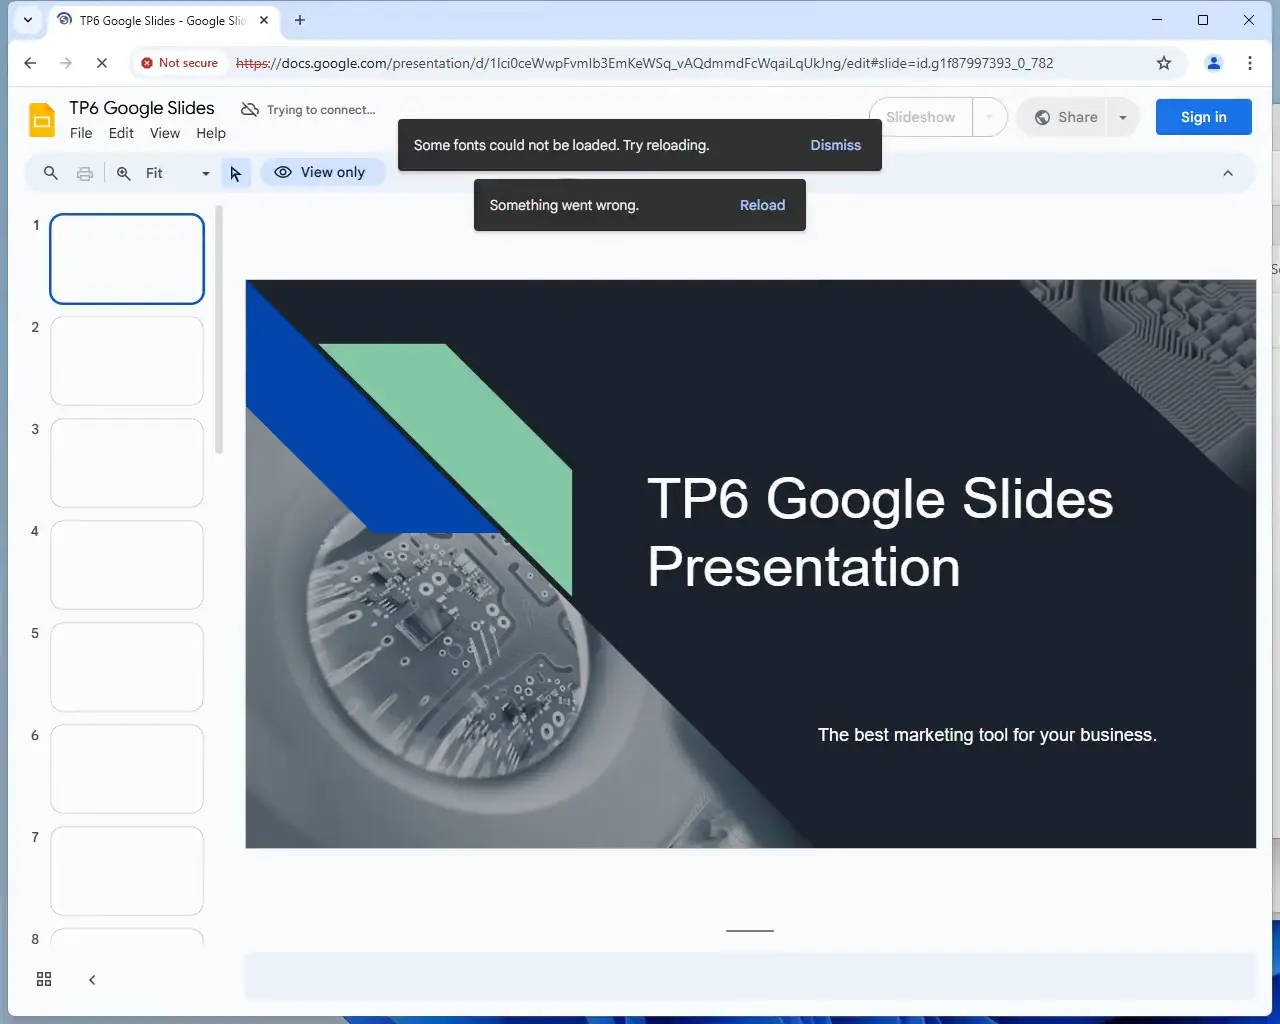 TP6 Google Slides - Google Slid
Not secure
https://docs.google.com/presentation/d/1Ici0ceWwpFvmIb3EmKeWSq_vAQdmmdFcWqaiLqUkJng/edit#slide=id.g1f87997393_0_782
TP6 Google Slides
Trying to connect...
File Edit View Help
Slideshow
Share
Sign in
Some fonts could not be loaded. Try reloading.
Dismiss
Fit
View only
Something went wrong.
Reload
1
2
3
4
5
6
7
8
TP6 Google Slides
Presentation
The best marketing tool for your business.